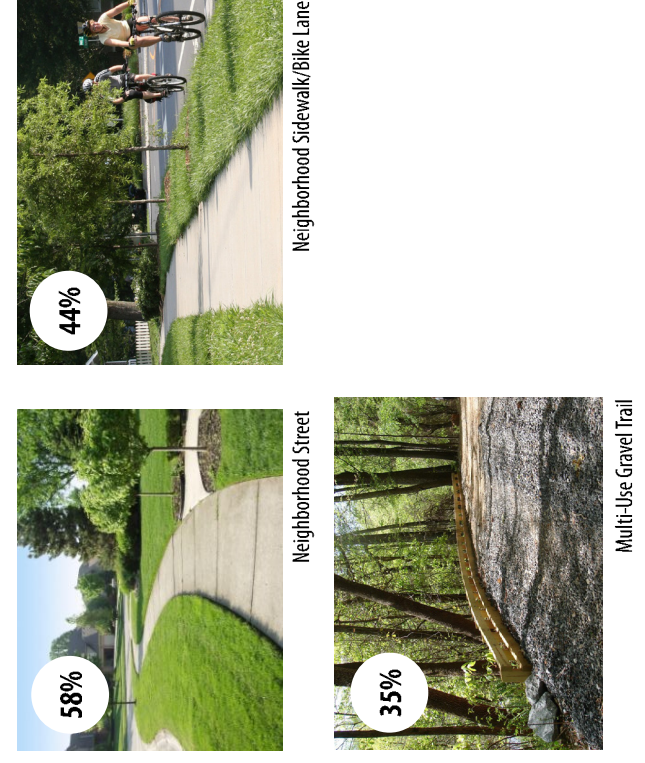 58%
Neighborhood Street
44%
Neighborhood Sidewalk/Bike Lane
35%
Multi-Use Gravel Trail